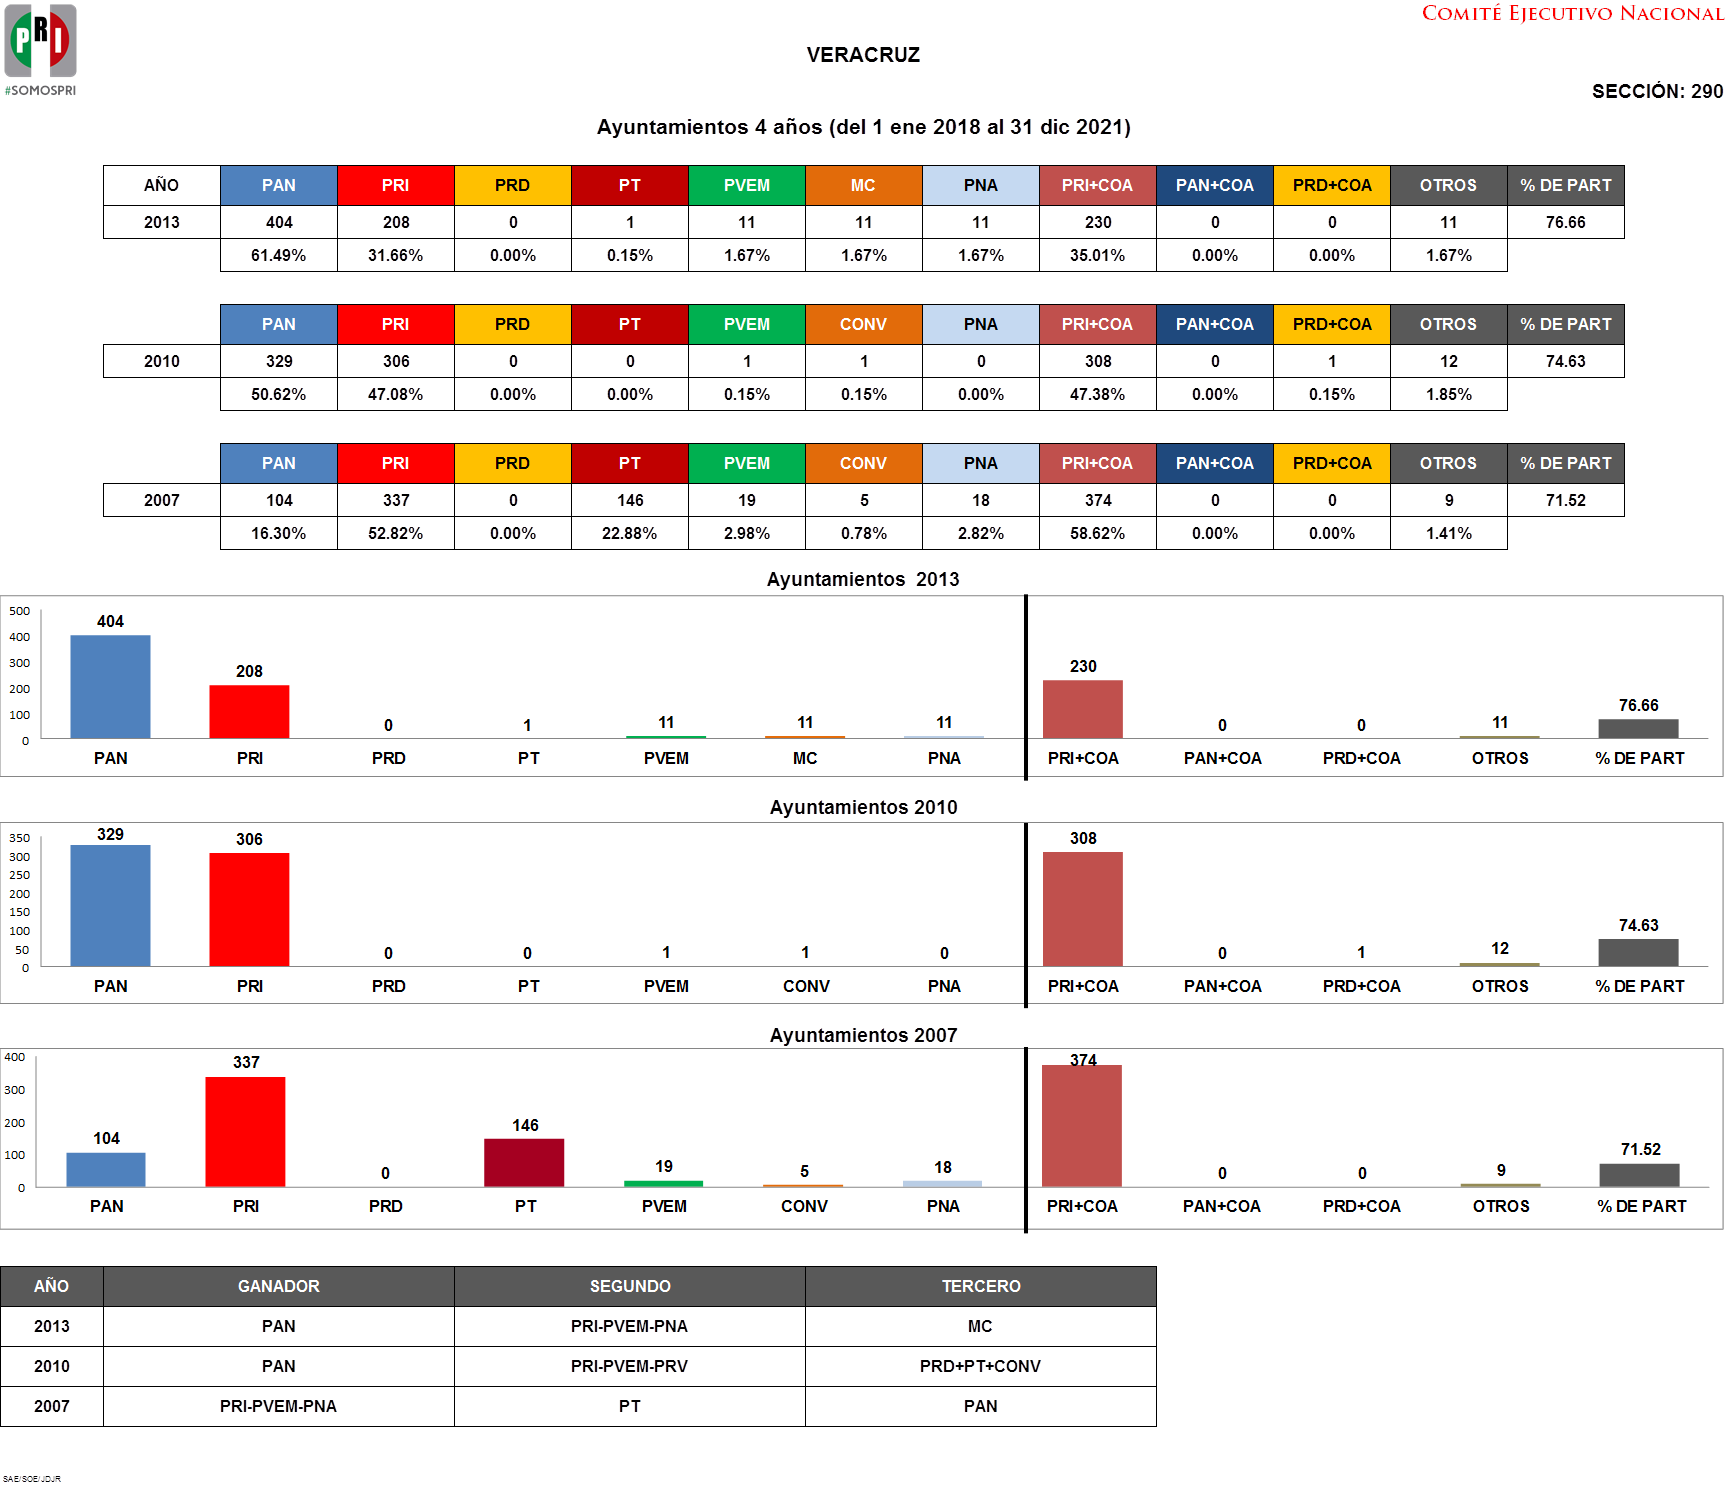 PRI
#SOMOSPRI
COMITÉ EJECUTIVO NACIONAL
VERACRUZ
SECCIÓN: 290
Ayuntamientos 4 años (del 1 ene 2018 al 31 dic 2021)
AÑO PAN PRI PRD PT PVEM MC PNA PRI+COA PAN+COA PRD+COA OTROS % DE PART
2013 404 208 0 1 11 11 11 230 0 0 11 76.66
61.49% 31.66% 0.00% 0.15% 1.67% 1.67% 1.67% 35.01% 0.00% 0.00% 1.67%
PAN PRI PRD PT PVEM CONV PNA PRI+COA PAN+COA PRD+COA OTROS % DE PART
2010 329 306 0 0 1 1 0 308 0 1 12 74.63
50.62% 47.08% 0.00% 0.00% 0.15% 0.15% 0.00% 47.38% 0.00% 0.15% 1.85%
PAN PRI PRD PT PVEM CONV PNA PRI+COA PAN+COA PRD+COA OTROS % DE PART
2007 104 337 0 146 19 5 18 374 0 0 9 71.52
16.30% 52.82% 0.00% 22.88% 2.98% 0.78% 2.82% 58.62% 0.00% 0.00% 1.41%
Ayuntamientos 2013
500
400
300
200
100
0
404 208 0 1 11 11 11 230 0 0 11 76.66
PAN PRI PRD PT PVEM MC PNA PRI+COA PAN+COA PRD+COA OTROS % DE PART
Ayuntamientos 2010
350
300
250
200
150
100
50
0
329 306 0 0 1 1 0 308 0 1 12 74.63
PAN PRI PRD PT PVEM CONV PNA PRI+COA PAN+COA PRD+COA OTROS % DE PART
Ayuntamientos 2007
400
300
200
100
0
104 337 0 146 19 5 18 374 0 0 9 71.52
PAN PRI PRD PT PVEM CONV PNA PRI+COA PAN+COA PRD+COA OTROS % DE PART
AÑO GANADOR SEGUNDO TERCERO
2013 PAN PRI-PVEM-PNA MC
2010 PAN PRI-PVEM-PRV PRD+PT+CONV
2007 PRI-PVEM-PNA PT PAN
SAE/SOE/JDJR